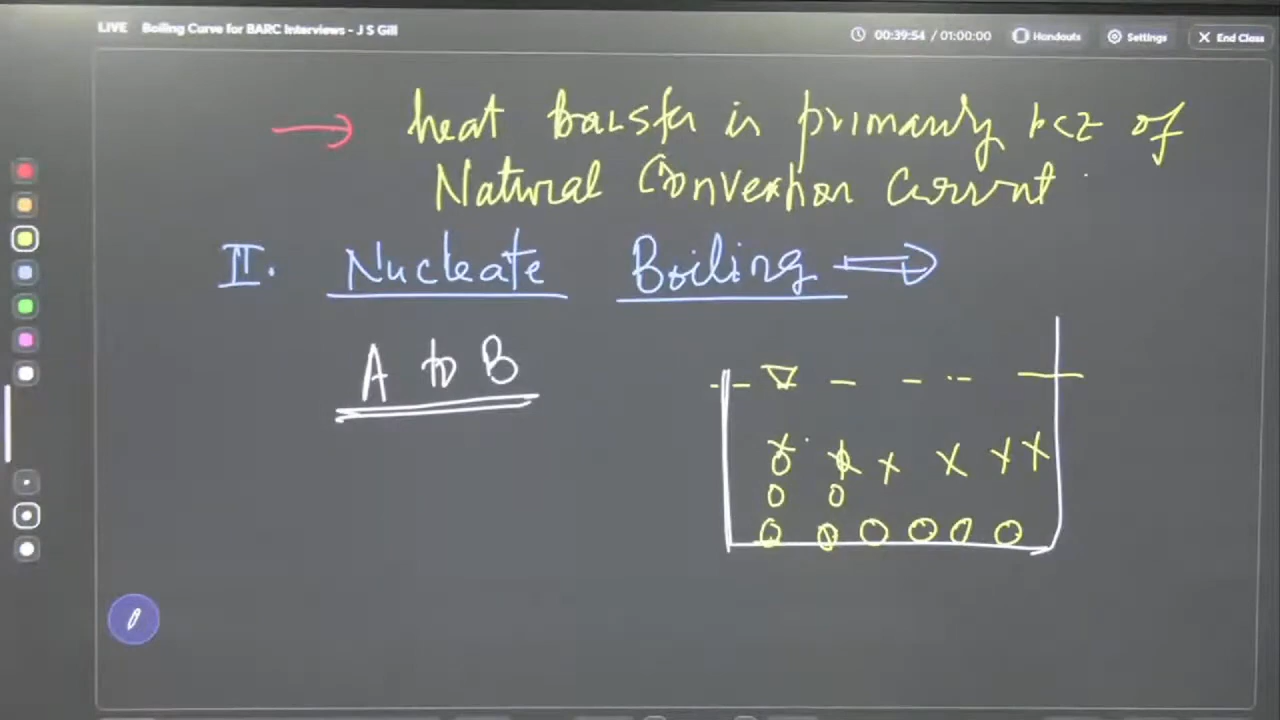 LIVE Boiling Curve for BARC Interviews - J S Gill
00:39:54 / 01:00:00 Handouts Settings X End Class
→ heat transfer is primarily bcz of
Natural Convection Current.
II. Nucleate Boiling ⟹
A to B